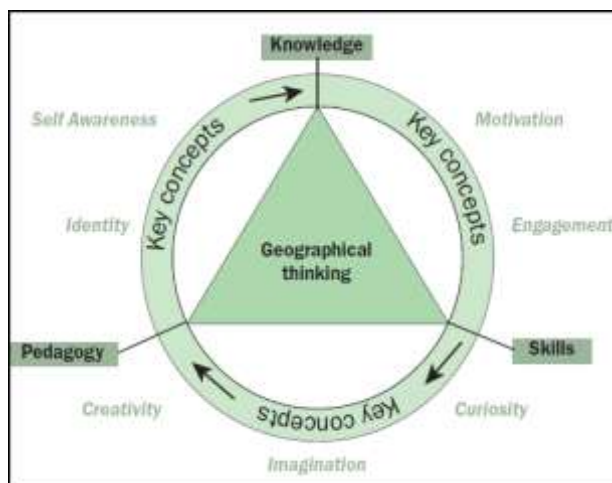 Knowledge
Self Awareness
Motivation
Key concepts
Key concepts
Identity
Engagement
Geographical
thinking
Pedagogy
Skills
Creativity
Key concepts
Curiosity
Imagination